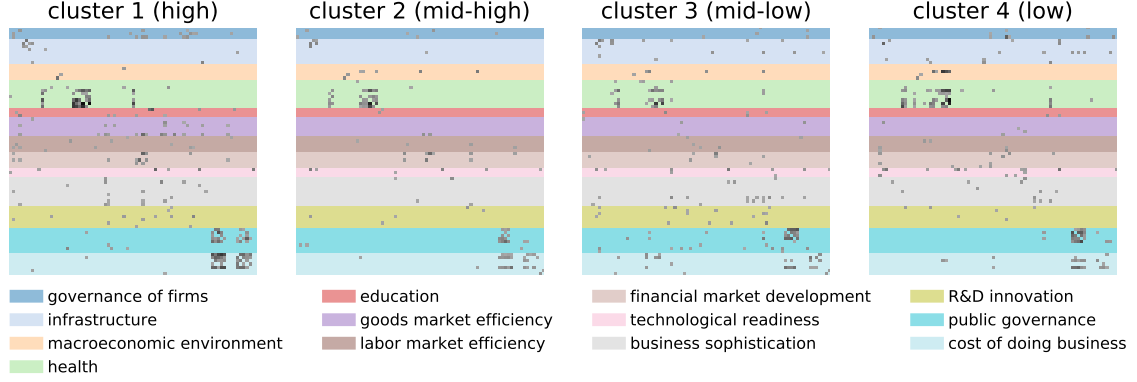 cluster 1 (high) cluster 2 (mid-high) cluster 3 (mid-low) cluster 4 (low)
governance of firms education financial market development R&D innovation
infrastructure goods market efficiency technological readiness public governance
macroeconomic environment labor market efficiency business sophistication cost of doing business
health